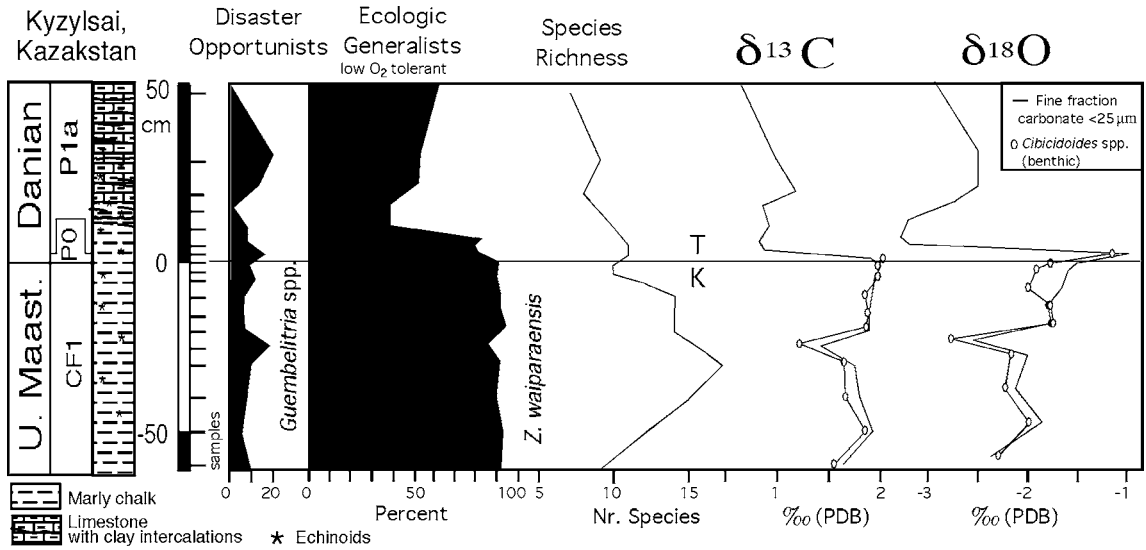 Kyzylsai,
Kazakstan
Disaster
Opportunists
Ecologic
Generalists
low O2 tolerant
Species
Richness
δ13 C
δ18O
Danian
U. Maast.
P1a
P0
CF1
50
cm
0
-50
samples
Guembelitria spp.
Z. waiparaensis
T
K
— Fine fraction
carbonate <25 μm
Cibicidoides spp.
(benthic)
0 20
0 50 100
5 10 15
1 2
-3 -2 -1
Percent
Nr. Species
‰ (PDB)
‰ (PDB)
Marly chalk
Limestone
with clay intercalations
* Echinoids